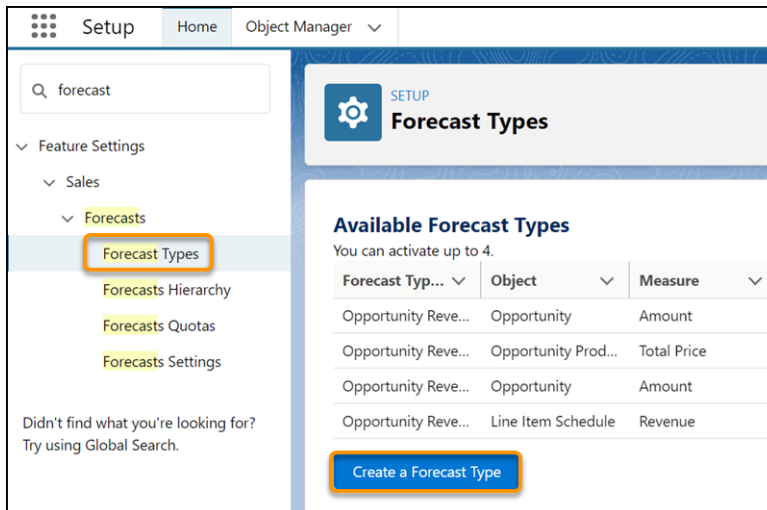 Setup Home Object Manager
forecast
Feature Settings
Sales
Forecasts
Forecast Types
Forecasts Hierarchy
Forecasts Quotas
Forecasts Settings
Didn't find what you're looking for?
Try using Global Search.
SETUP
Forecast Types
Available Forecast Types
You can activate up to 4.
Forecast Typ... Object Measure
Opportunity Reve... Opportunity Amount
Opportunity Reve... Opportunity Prod... Total Price
Opportunity Reve... Opportunity Amount
Opportunity Reve... Line Item Schedule Revenue
Create a Forecast Type